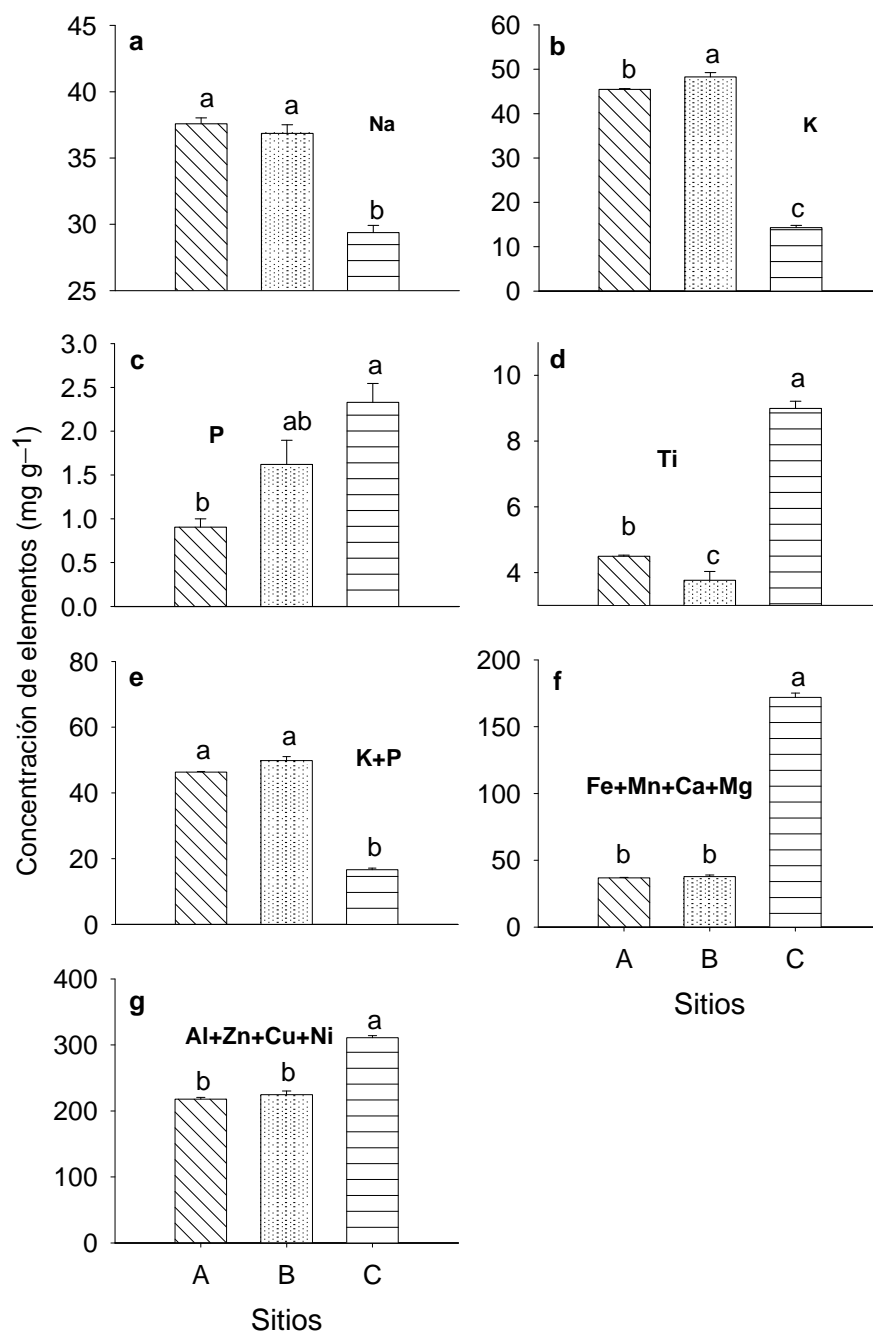 Concentración de elementos (mg g–1)
a
45
40
35
30
25
a
a
b
Na
b
60
50
40
30
20
10
0
b
a
c
K
c
3.0
2.5
2.0
1.5
1.0
0.5
0.0
b
ab
a
P
d
10
8
6
4
b
c
a
Ti
e
80
60
40
20
0
a
a
b
K+P
f
200
150
100
50
0
b
b
a
Fe+Mn+Ca+Mg
A B C
Sitios
g
400
300
200
100
0
Al+Zn+Cu+Ni
b
b
a
A B C
Sitios